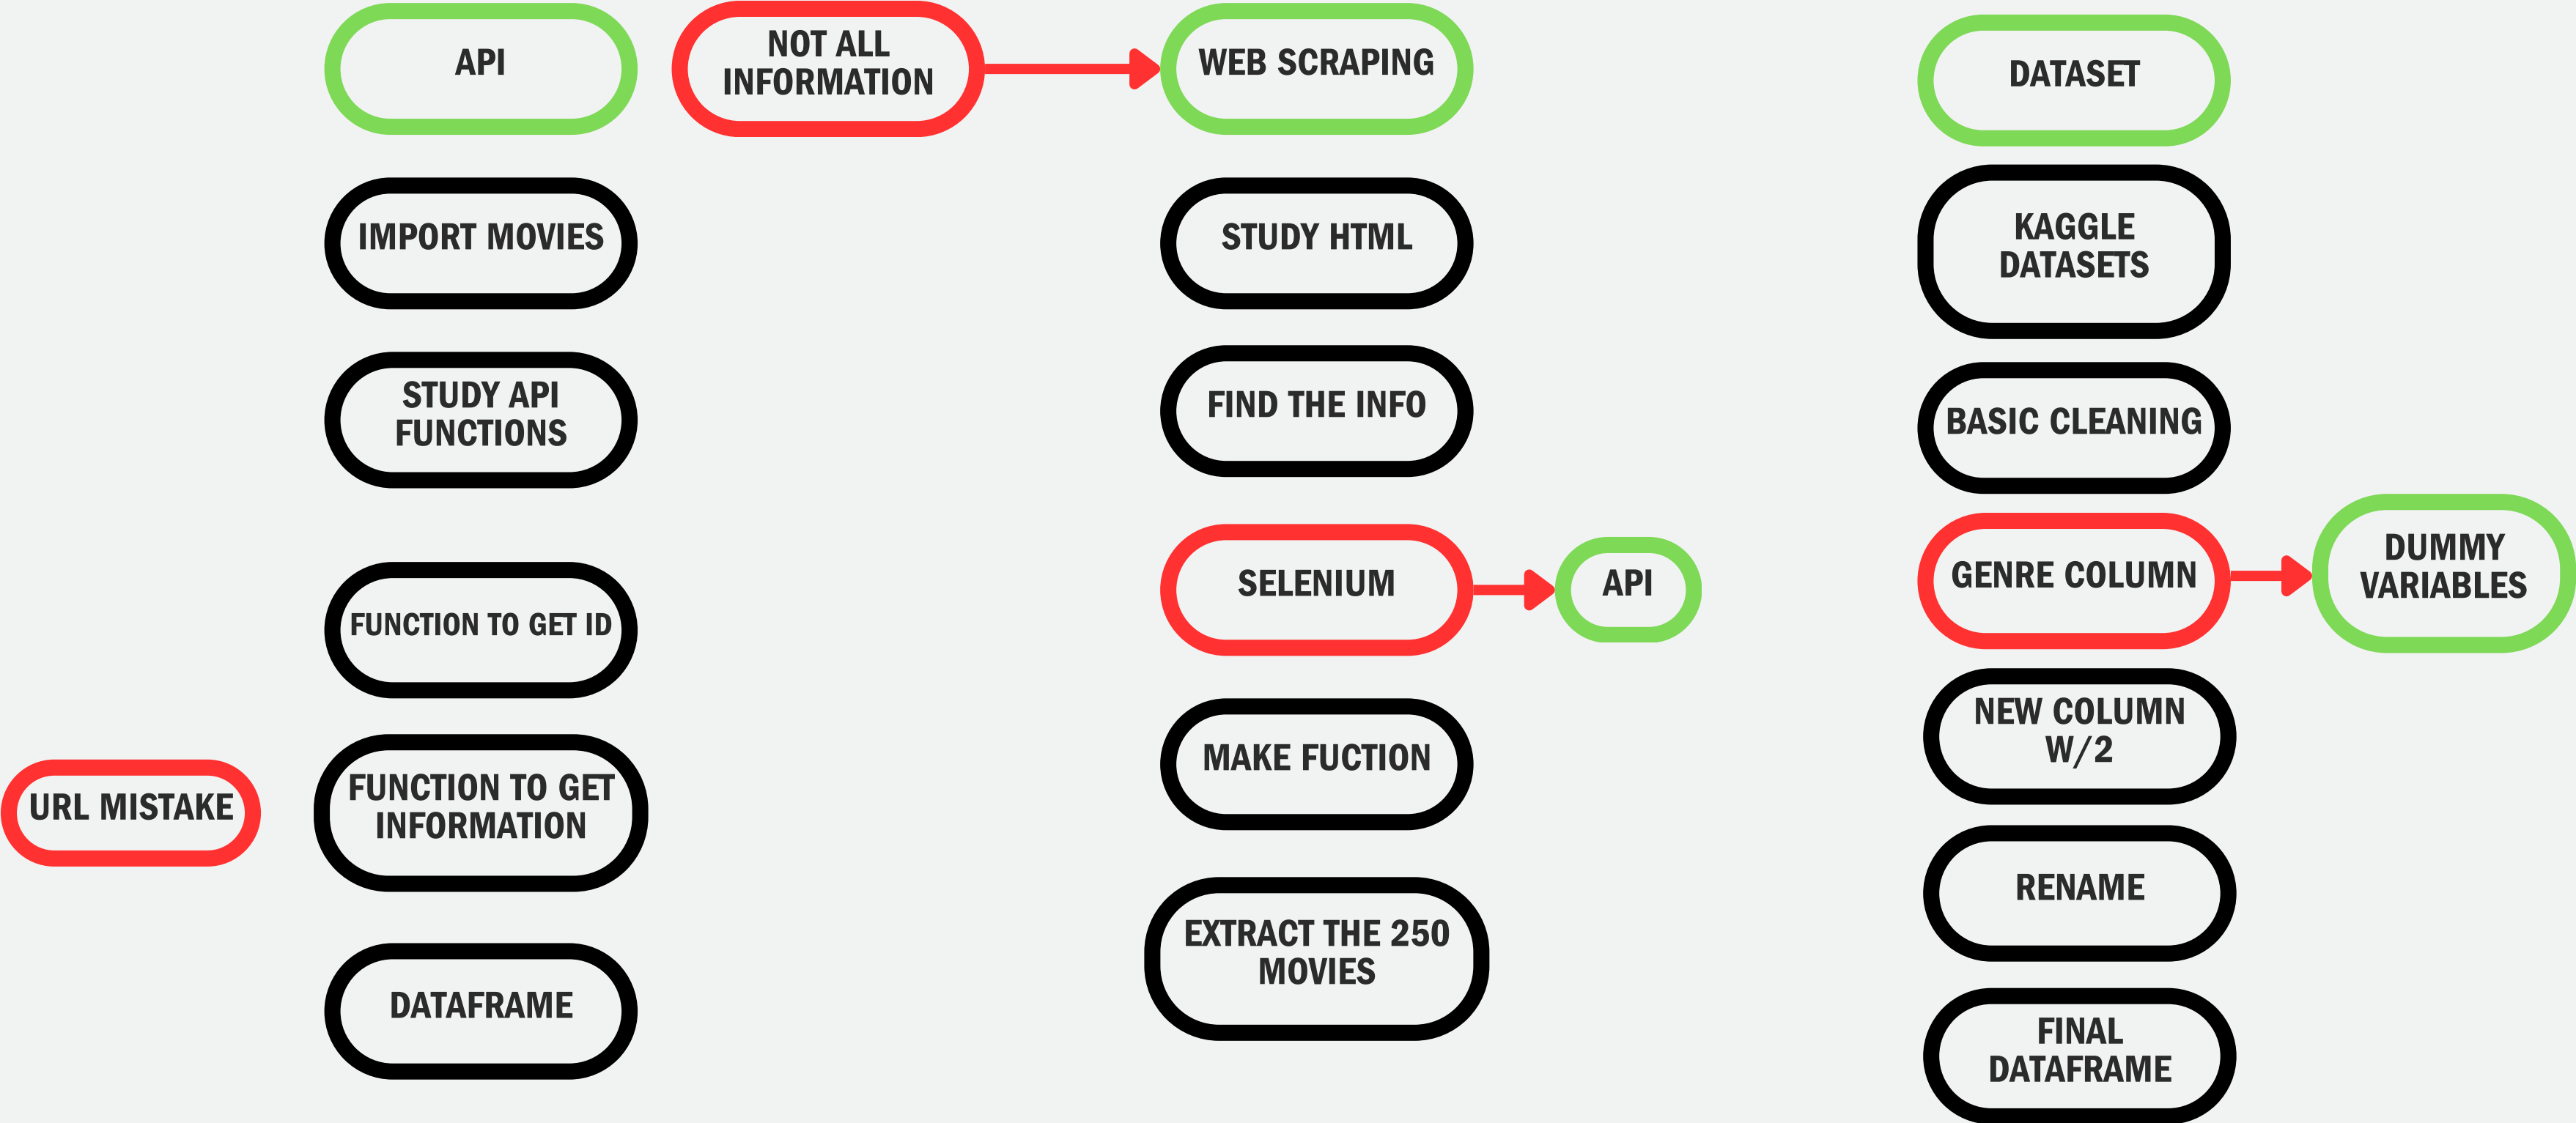 API
NOT ALL
INFORMATION
WEB SCRAPING
DATASET
IMPORT MOVIES
STUDY HTML
KAGGLE
DATASETS
STUDY API
FUNCTIONS
FIND THE INFO
BASIC CLEANING
FUNCTION TO GET ID
SELENIUM
API
GENRE COLUMN
DUMMY
VARIABLES
URL MISTAKE
FUNCTION TO GET
INFORMATION
MAKE FUCTION
NEW COLUMN
W/2
DATAFRAME
EXTRACT THE 250
MOVIES
RENAME
FINAL
DATAFRAME